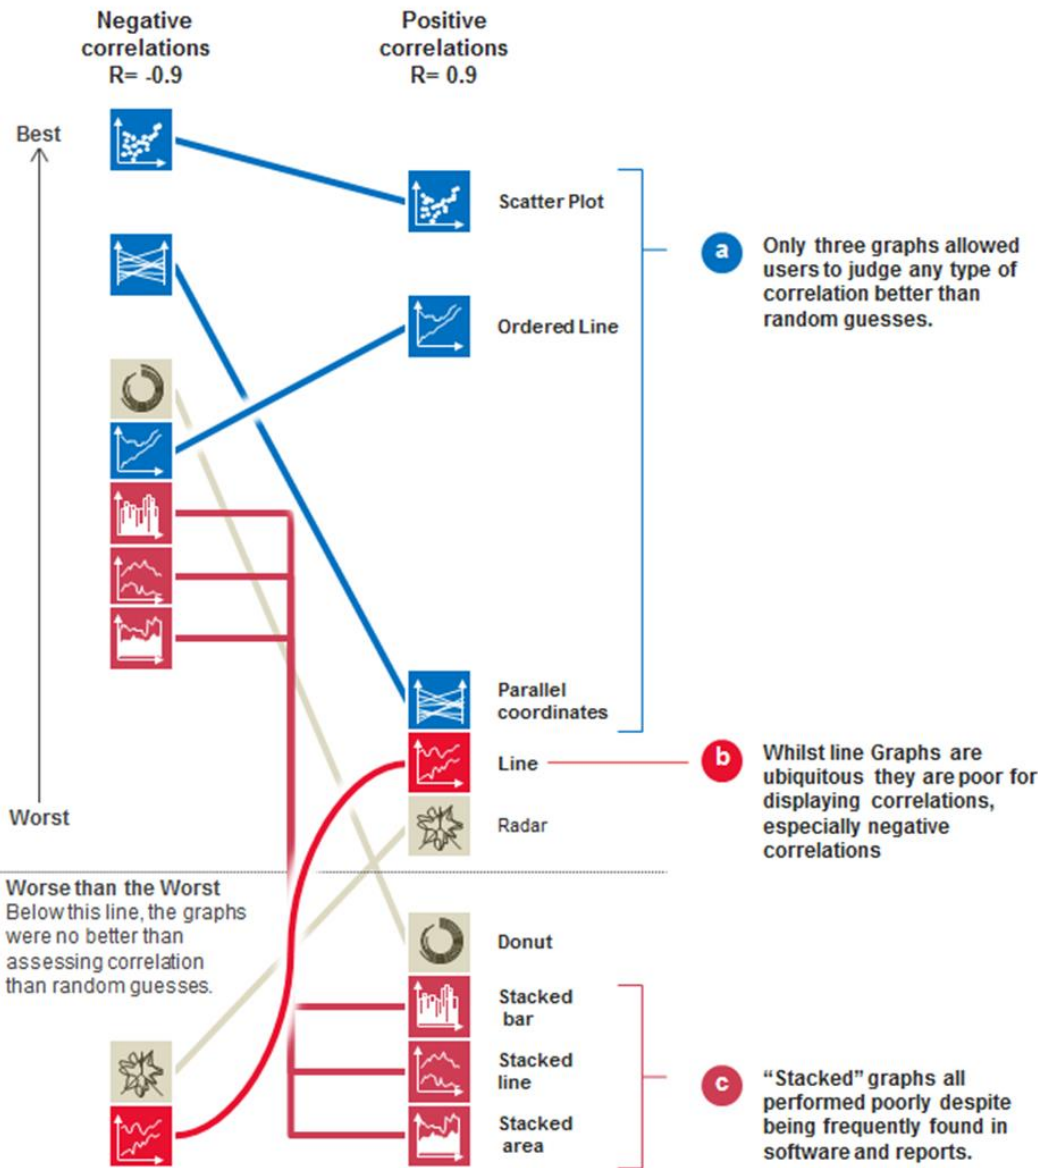 Negative
correlations
R= -0.9
Positive
correlations
R= 0.9
Best
Worst
Scatter Plot
Ordered Line
Parallel
coordinates
Line
Radar
Donut
Stacked
bar
Stacked
line
Stacked
area
a
Only three graphs allowed
users to judge any type of
correlation better than
random guesses.
b
Whilst line Graphs are
ubiquitous they are poor for
displaying correlations,
especially negative
correlations
Worse than the Worst
Below this line, the graphs
were no better than
assessing correlation
than random guesses.
c
“Stacked” graphs all
performed poorly despite
being frequently found in
software and reports.